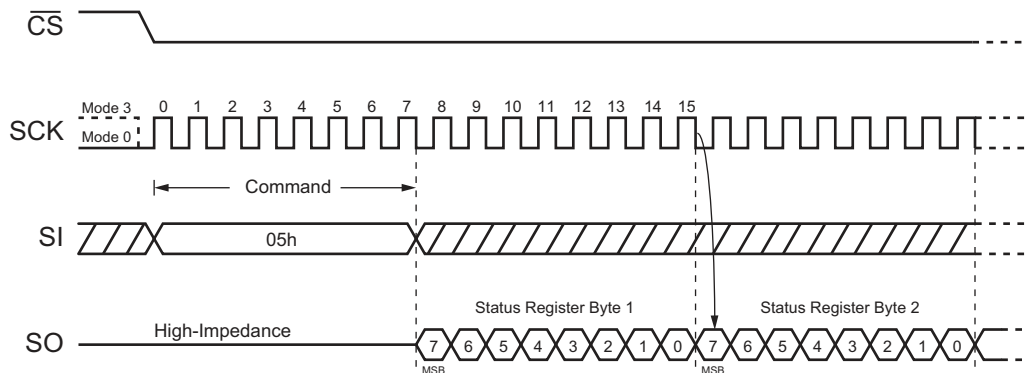 CS
Mode 3
0 1 2 3 4 5 6 7 8 9 10 11 12 13 14 15
SCK
Mode 0
Command
SI
05h
Status Register Byte 1
Status Register Byte 2
High-Impedance
SO
7 6 5 4 3 2 1 0 7 6 5 4 3 2 1 0
MSB
MSB